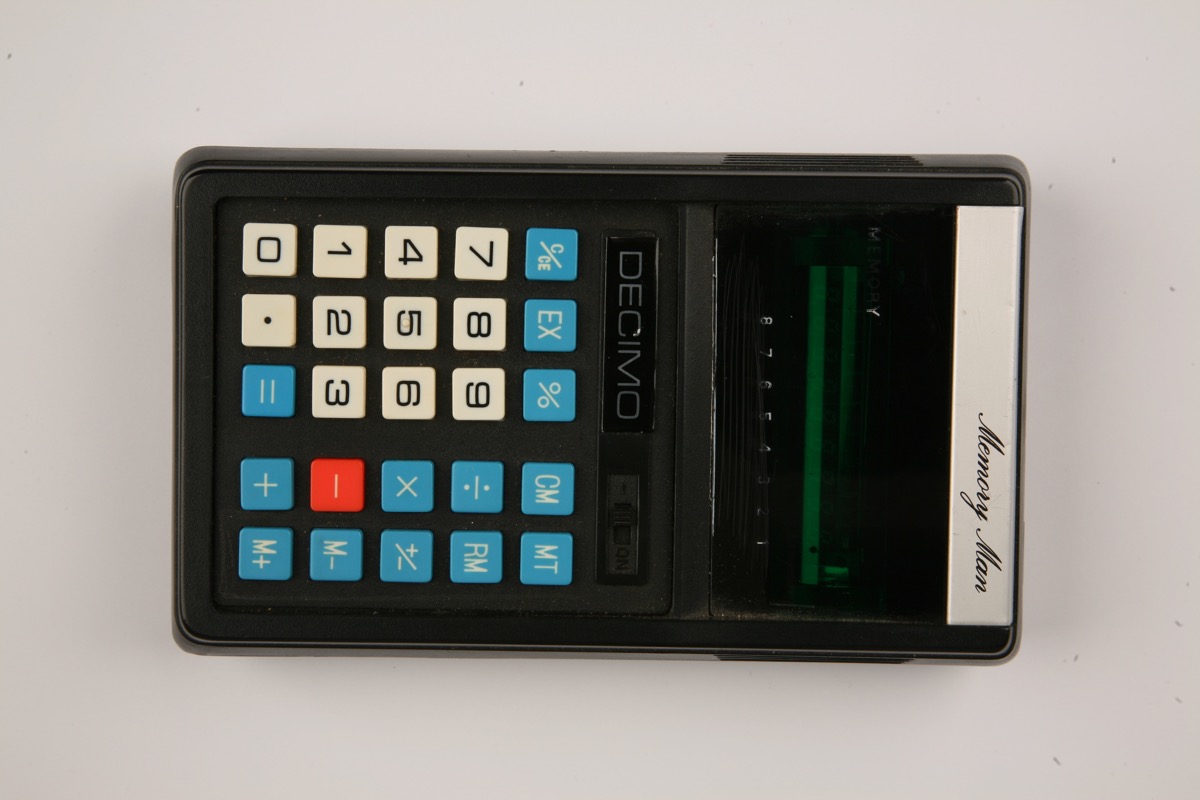 Memory Man
MEMORY
8 7 6 5 4 3 2 1
DECIMO
ON
C/CE EX % CM MT
7 8 9 ÷ RM
4 5 6 × +/−
1 2 3 − M−
0 . = + M+